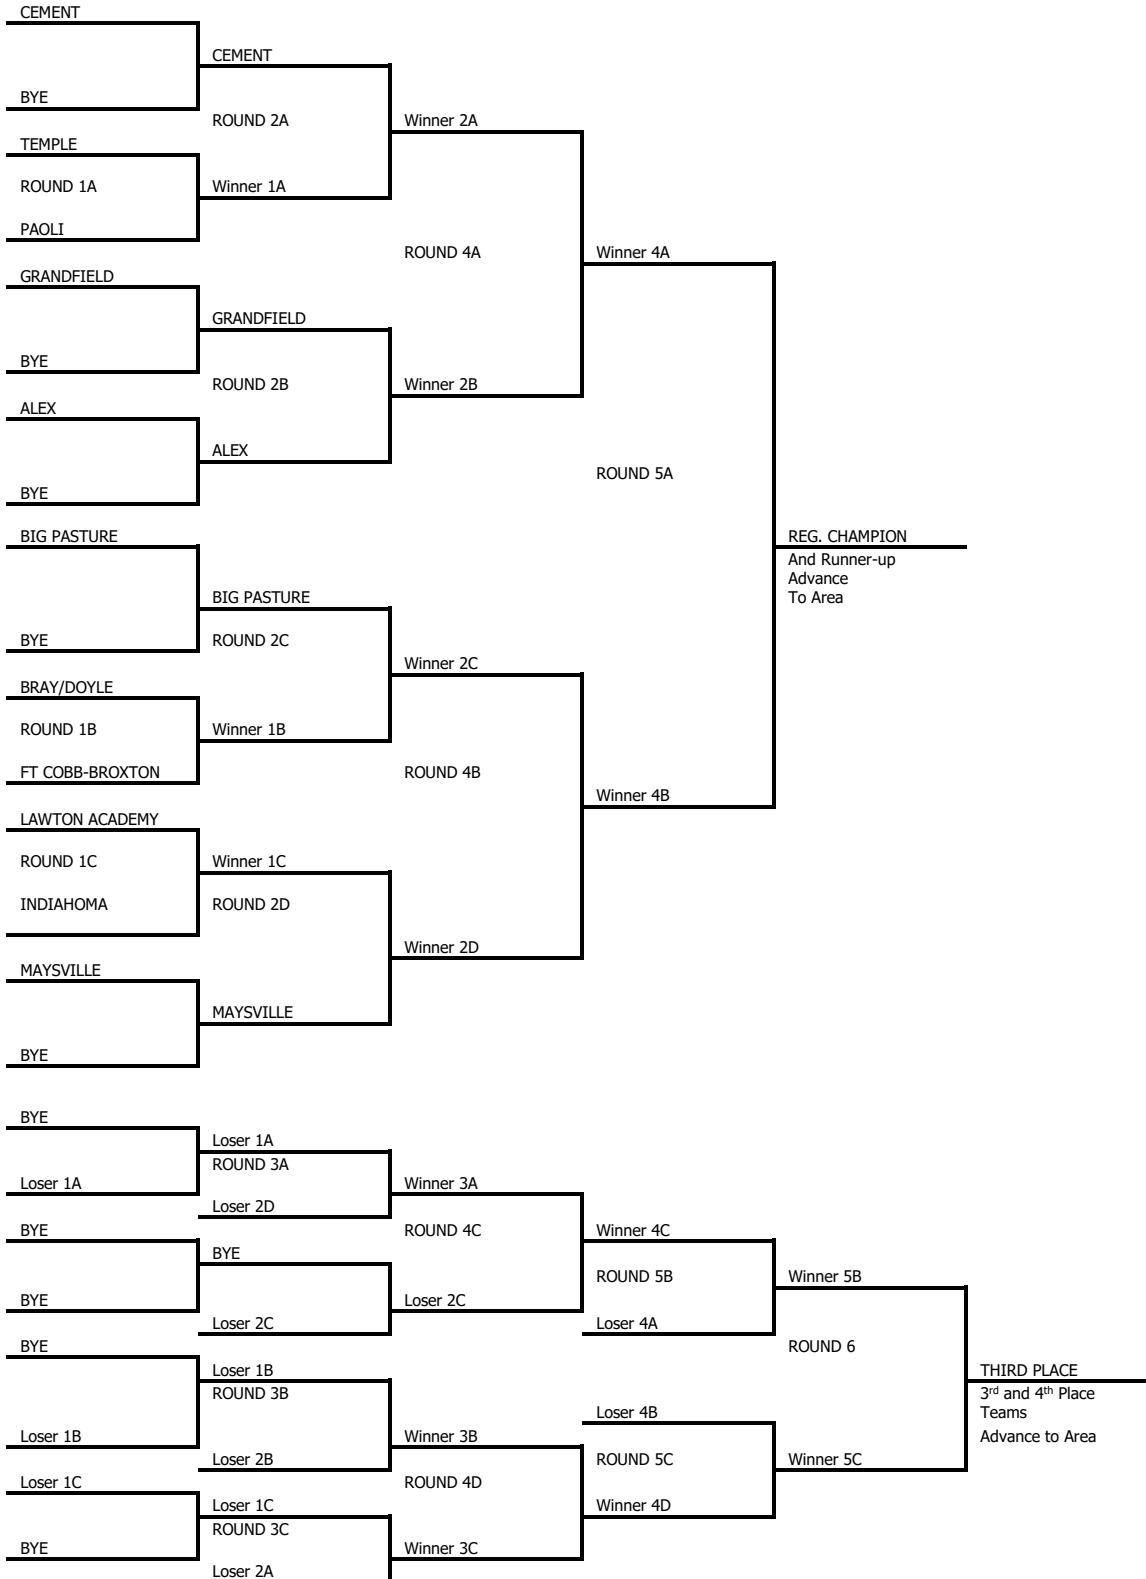 CEMENT
CEMENT
BYE
ROUND 2A
Winner 2A
TEMPLE
ROUND 1A
Winner 1A
PAOLI
ROUND 4A
Winner 4A
GRANDFIELD
GRANDFIELD
BYE
ROUND 2B
Winner 2B
ALEX
ALEX
ROUND 5A
BYE
BIG PASTURE
REG. CHAMPION
And Runner-up
Advance
To Area
BIG PASTURE
BYE
ROUND 2C
Winner 2C
BRAY/DOYLE
ROUND 1B
Winner 1B
FT COBB-BROXTON
ROUND 4B
Winner 4B
LAWTON ACADEMY
ROUND 1C
Winner 1C
INDIAHOMA
ROUND 2D
Winner 2D
MAYSVILLE
MAYSVILLE
BYE
BYE
Loser 1A
ROUND 3A
Loser 1A
Winner 3A
Loser 2D
BYE
ROUND 4C
Winner 4C
BYE
ROUND 5B
Winner 5B
BYE
Loser 2C
Loser 2C
Loser 4A
BYE
ROUND 6
Loser 1B
THIRD PLACE
ROUND 3B
3rd and 4th Place
Teams
Loser 4B
Loser 1B
Winner 3B
Advance to Area
Loser 2B
ROUND 5C
Winner 5C
Loser 1C
ROUND 4D
Loser 1C
Winner 4D
ROUND 3C
BYE
Winner 3C
Loser 2A